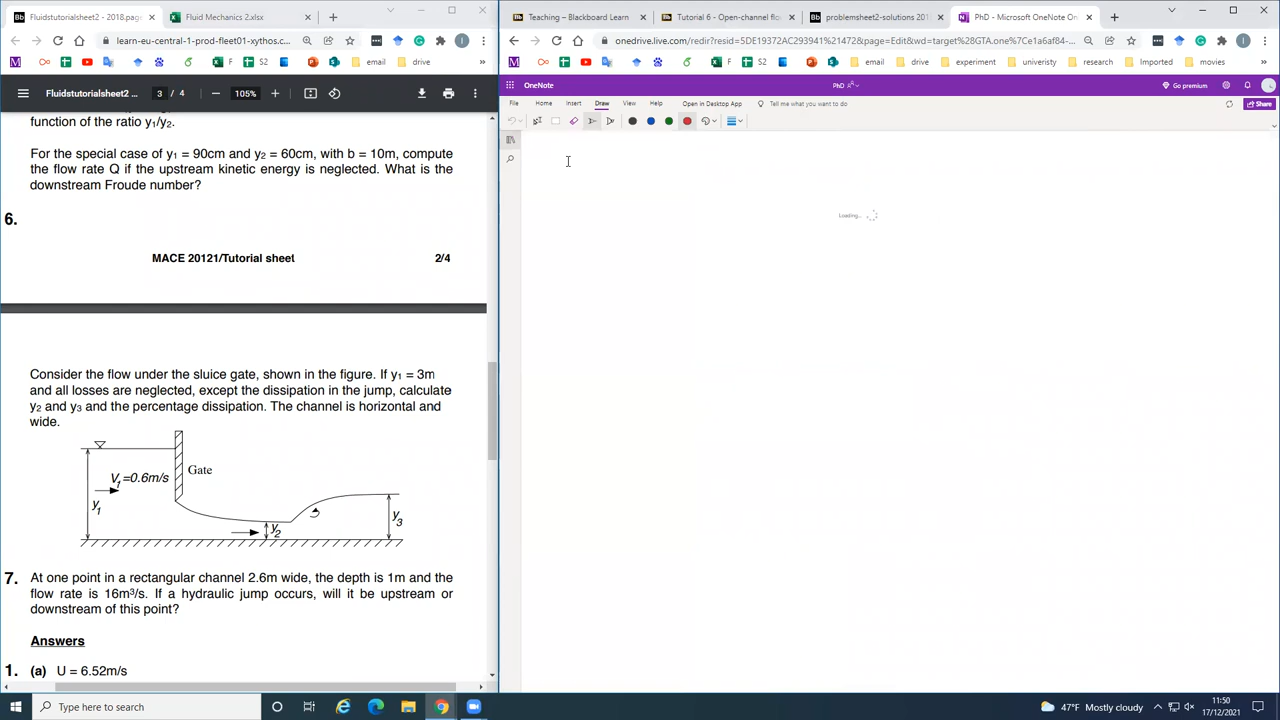 Fluidstutorialsheet2 - 2018.page
Fluid Mechanics 2.xlsx
Teaching – Blackboard Learn
Tutorial 6 - Open-channel flo
problemsheet2-solutions 201
PhD - Microsoft OneNote On
learn-eu-central-1-prod-fleet01-xythos.c...
onedrive.live.com/redir?resid=5DE19372AC293941%21472&page=Edit&wd=target%28GTA.one%7Ce1a6af84-...
F
S2
email
drive
F
S2
email
drive
experiment
univeristy
research
Imported
movies
Fluidstutorialsheet2 ...
3 / 4
105%
OneNote
PhD
Go premium
File
Home
Insert
Draw
View
Help
Open in Desktop App
Tell me what you want to do
Share
function of the ratio y1/y2.
For the special case of y1 = 90cm and y2 = 60cm, with b = 10m, compute
the flow rate Q if the upstream kinetic energy is neglected. What is the
downstream Froude number?
6.
MACE 20121/Tutorial sheet
2/4
Consider the flow under the sluice gate, shown in the figure. If y1 = 3m
and all losses are neglected, except the dissipation in the jump, calculate
y2 and y3 and the percentage dissipation. The channel is horizontal and
wide.
Gate
V1=0.6m/s
y1
y2
y3
7.
At one point in a rectangular channel 2.6m wide, the depth is 1m and the
flow rate is 16m³/s. If a hydraulic jump occurs, will it be upstream or
downstream of this point?
Answers
1. (a) U = 6.52m/s
Loading...
Type here to search
47°F Mostly cloudy
11:50
17/12/2021